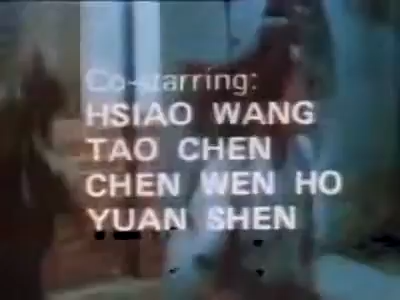 Co-starring:
HSIAO WANG
TAO CHEN
CHEN WEN HO
YUAN SHEN